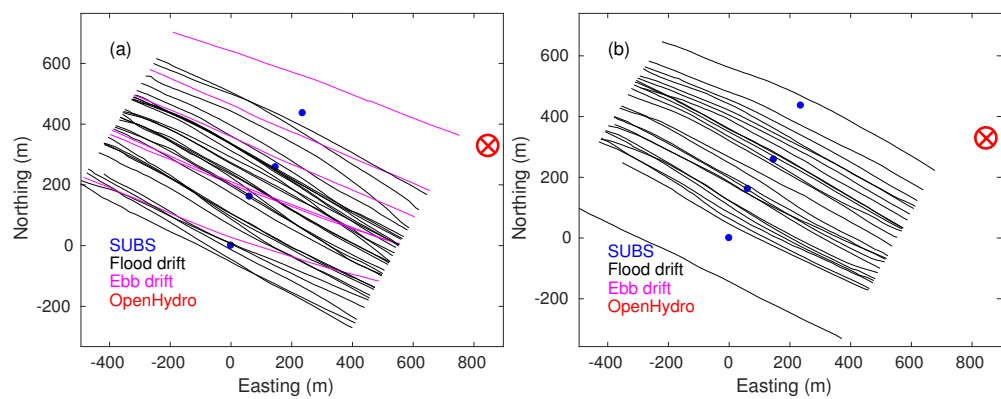 (a)
600
400
200
0
-200
Northing (m)
SUBS
Flood drift
Ebb drift
OpenHydro
-400 -200 0 200 400 600 800
Easting (m)
(b)
600
400
200
0
-200
Northing (m)
SUBS
Flood drift
Ebb drift
OpenHydro
-400 -200 0 200 400 600 800
Easting (m)